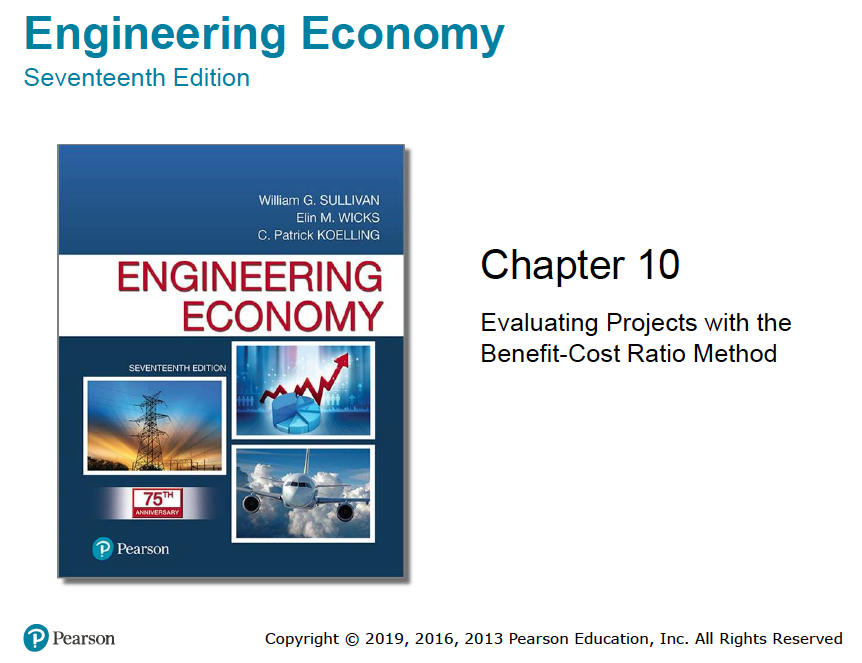 Engineering Economy
Seventeenth Edition
William G. SULLIVAN
Elin M. WICKS
C. Patrick KOELLING
ENGINEERING
ECONOMY
SEVENTEENTH EDITION
75TH
ANNIVERSARY
Pearson
Chapter 10
Evaluating Projects with the
Benefit-Cost Ratio Method
Pearson
Copyright © 2019, 2016, 2013 Pearson Education, Inc. All Rights Reserved